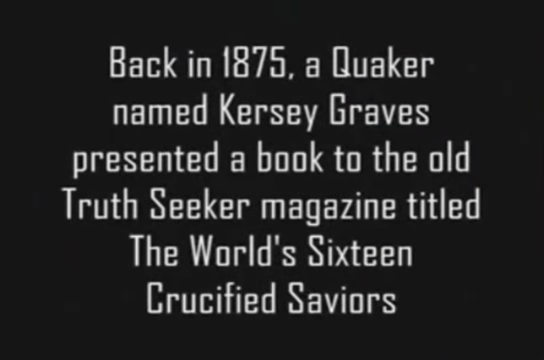 Back in 1875, a Quaker
named Kersey Graves
presented a book to the old
Truth Seeker magazine titled
The World's Sixteen
Crucified Saviors